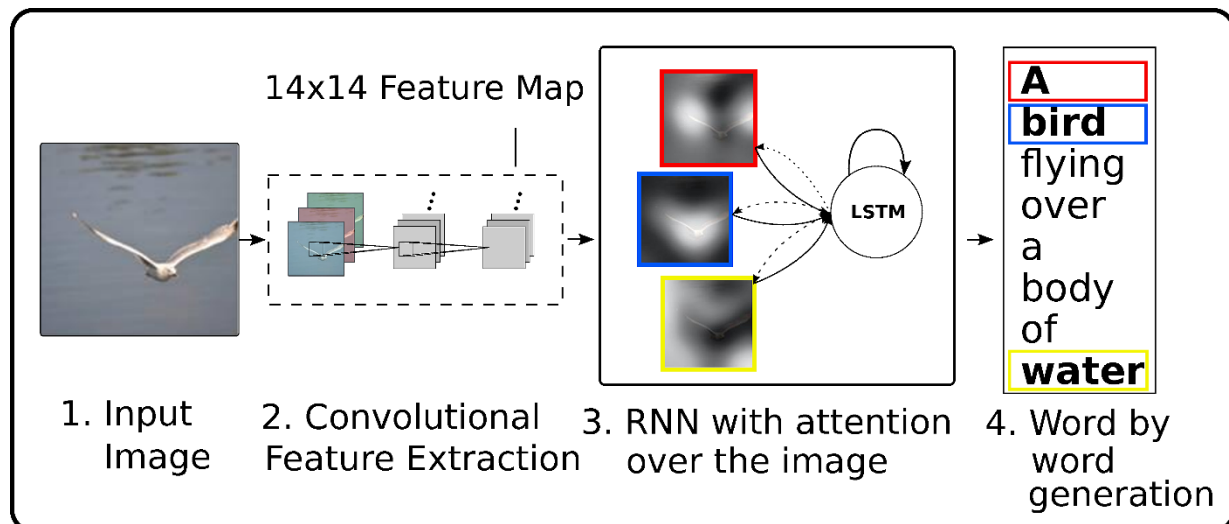 14x14 Feature Map
LSTM
A
bird
flying
over
a
body
of
water
1. Input
Image
2. Convolutional
Feature Extraction
3. RNN with attention
over the image
4. Word by
word
generation